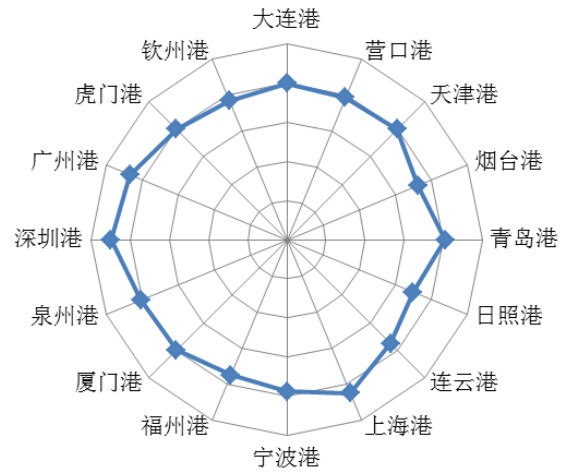 大连港
营口港
天津港
烟台港
青岛港
日照港
连云港
上海港
宁波港
福州港
厦门港
泉州港
深圳港
广州港
虎门港
钦州港